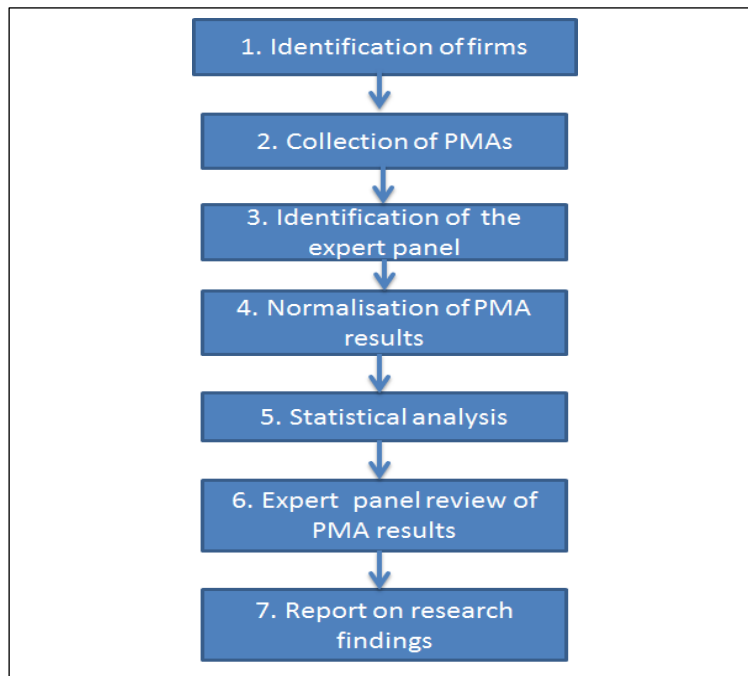 1. Identification of firms
2. Collection of PMAs
3. Identification of the
expert panel
4. Normalisation of PMA
results
5. Statistical analysis
6. Expert panel review of
PMA results
7. Report on research
findings